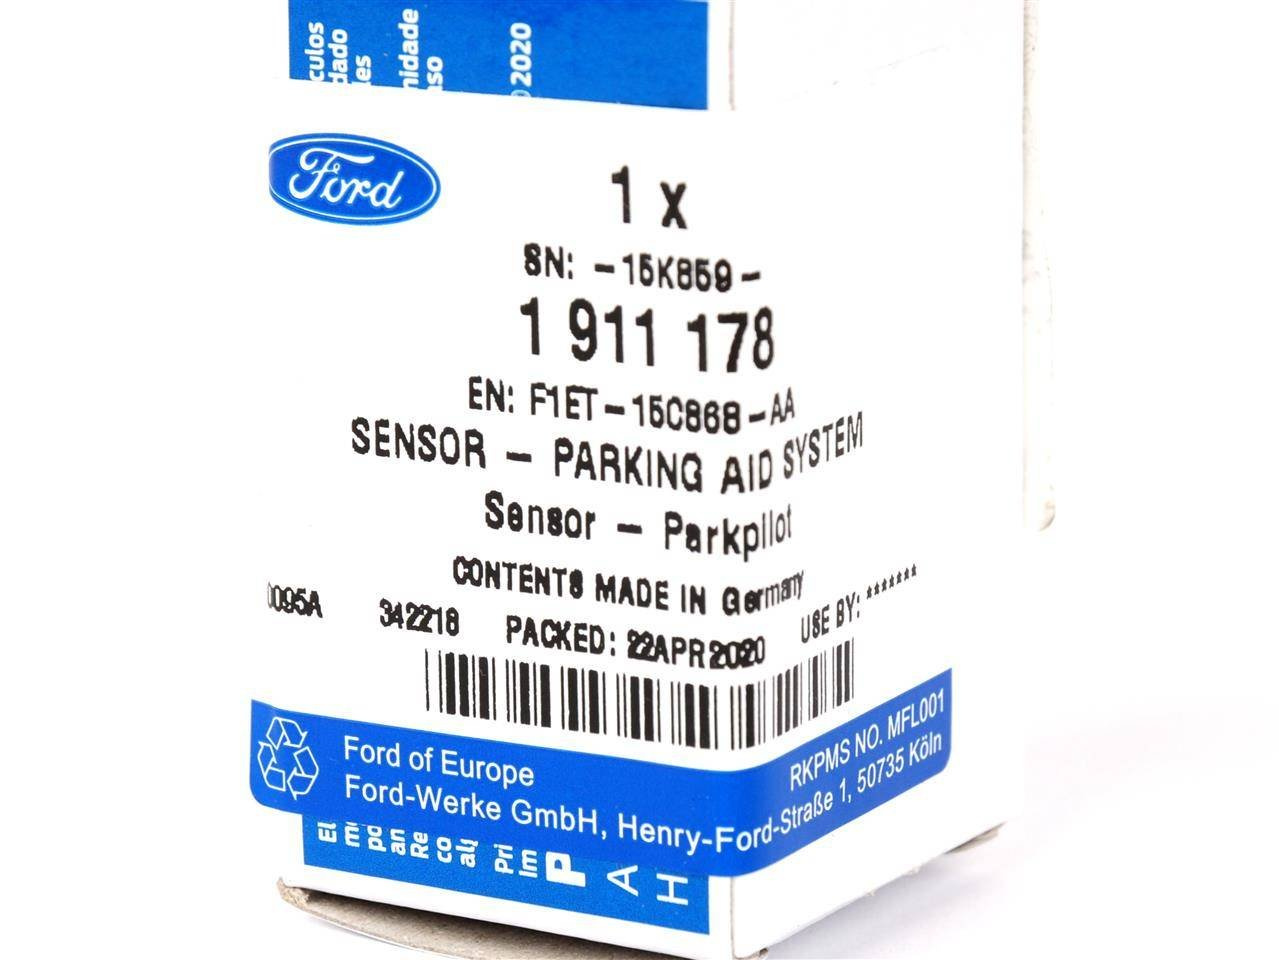 2020
Ford
1 x
SN: -15K859-
1 911 178
EN: F1ET-15C868-AA
SENSOR - PARKING AID SYSTEM
Sensor - Parkpilot
CONTENTS MADE IN Germany
0095A 342218 PACKED: 22APR2020 USE BY: *******
Ford of Europe
RKPMS NO. MFL001
Ford-Werke GmbH, Henry-Ford-Straße 1, 50735 Köln